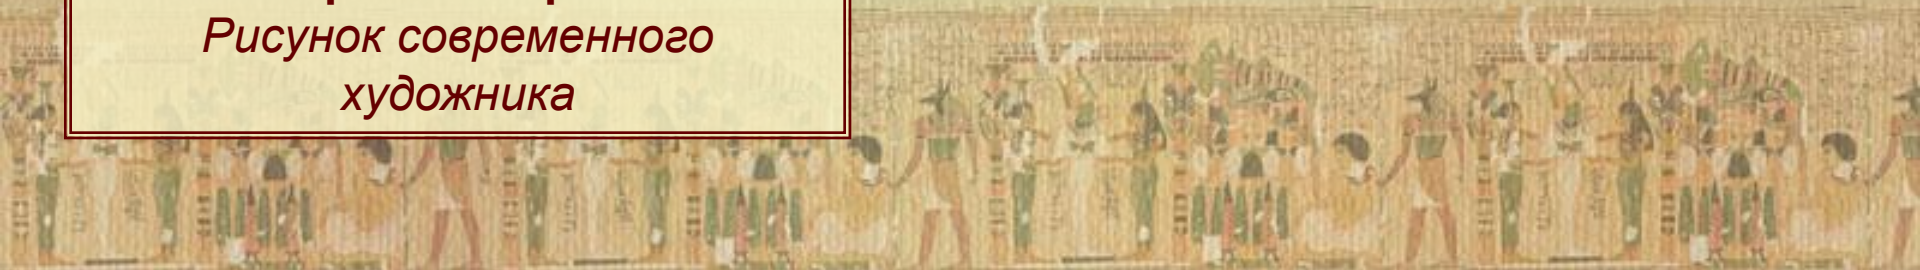 Рисунок современного
художника